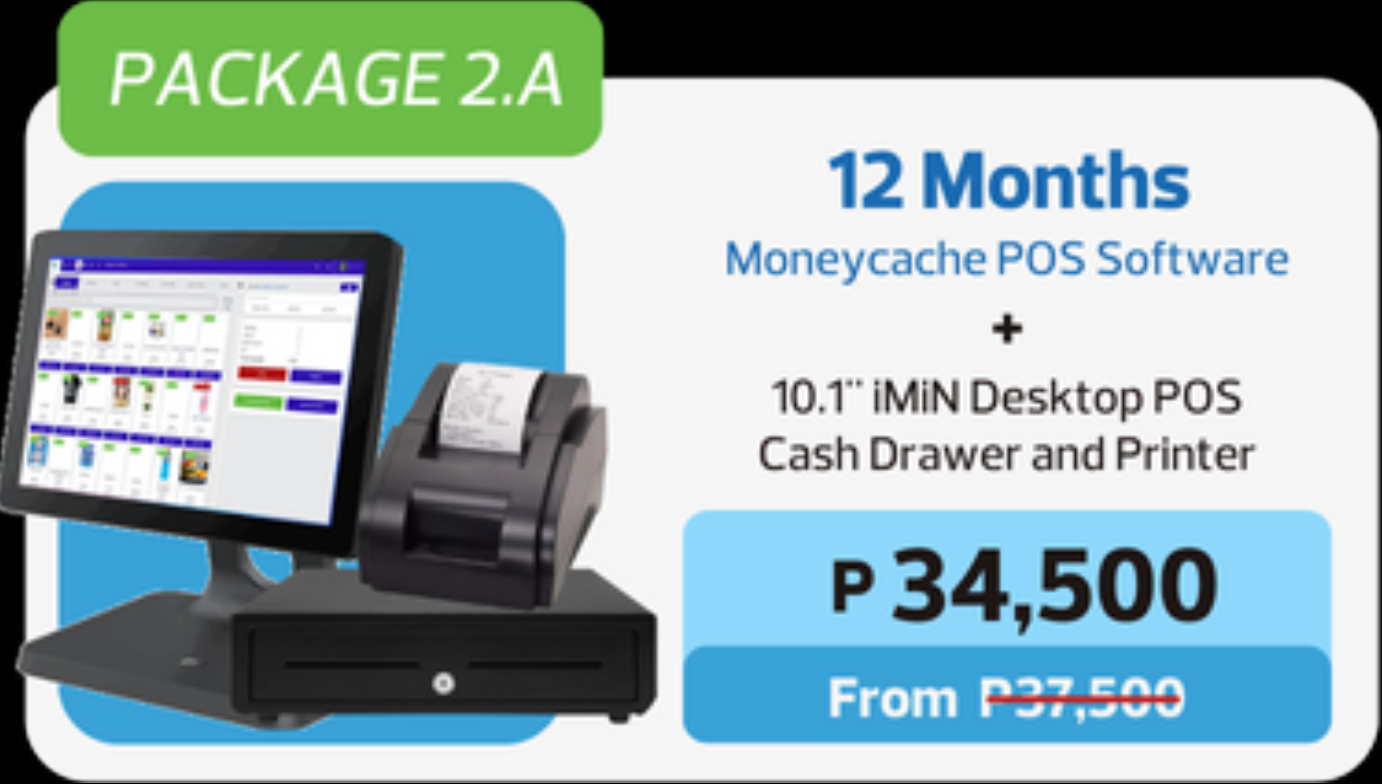 PACKAGE 2.A
12 Months
Moneycache POS Software
+
10.1¨ iMiN Desktop POS
Cash Drawer and Printer
P 34,500
From P37,500